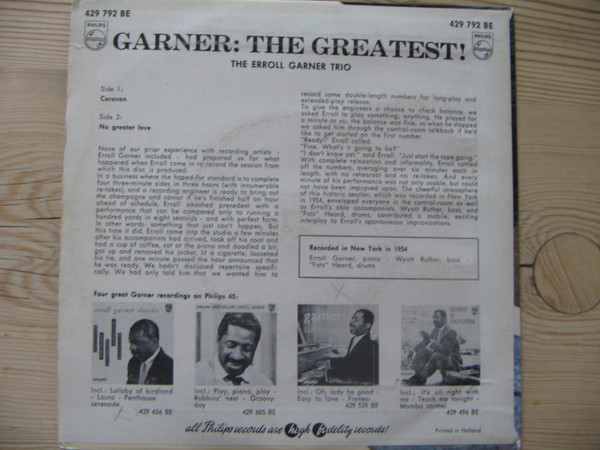 429 792 BE
429 792 BE
PHILIPS
PHILIPS
GARNER: THE GREATEST!
THE ERROLL GARNER TRIO
Side 1:
Caravan
Side 2:
No greater love
None of our prior experience with recording artists -
Erroll Garner included - had prepared us for what
happened when Erroll came in to record the session from
which this disc was compiled.
In a business where the hoped-for standard is to complete
four three-minute sides in three hours (with innumerable
re-takes), and a recording engineer is ready to bring out
the champagne and caviar if he's finished half an hour
ahead of schedule, Erroll smashed precedent with a
performance that can be compared only to running a
hundred yards in eight seconds - and with perfect form.
In other words: something that just can't happen. But
this time it did. Erroll came into the studio a few minutes
after his accompanists had arrived, took off his coat and
had a cup of coffee, sat at the piano and doodled a bit,
got up and removed his jacket, lit a cigarette, loosened
his tie, and one minute passed the hour announced that
he was ready. We hadn't discussed repertoire specifi-
cally. We had only told him that we wanted him to
record some double-length numbers for long-play and
extended-play release.
To give the engineers a chance to check balance, we
asked Erroll to play something; anything. He played for
a minute or so; the balance was fine, so when he stopped
we asked him through the control-room talkback if he'd
like to get started on the first number.
"Ready!" Erroll called.
"Fine. What's it going to be?"
"I don't know yet," said Erroll, "Just start the tape going."
With complete relaxation and informality, Erroll rattled
off the numbers, averaging over six minutes each in
length, with no rehearsal and no re-takes. And every
minute of his performance was not only usable, but could
not have been improved upon. The cheerful atmosphere
of this historic session, which was recorded in New York
in 1954, enveloped everyone in the control-room as well
as Erroll's able accompanists. Wyatt Ruther, bass, and
"Fats" Heard, drums, contributed a mobile, exciting
interplay to Erroll's spontaneous improvisations.
Recorded in New York in 1954
Erroll Garner, piano - Wyatt Ruther, bass
"Fats" Heard, drums
Four great Garner recordings on Philips 45:
erroll garner classics
garner
Incl.: Lullaby of birdland
- Laura - Penthouse
serenade
429 626 BE
Incl.: Play, piano, play -
Robbins' nest - Groovy-
day
429 605 BE
Incl.: Oh, lady be good -
Easy to love - Frenesi
429 529 BE
Incl.: It's all right with
me - Teach me tonight -
Mambo carmel
429 496 BE
all Philips records are high fidelity records!
Printed in Holland